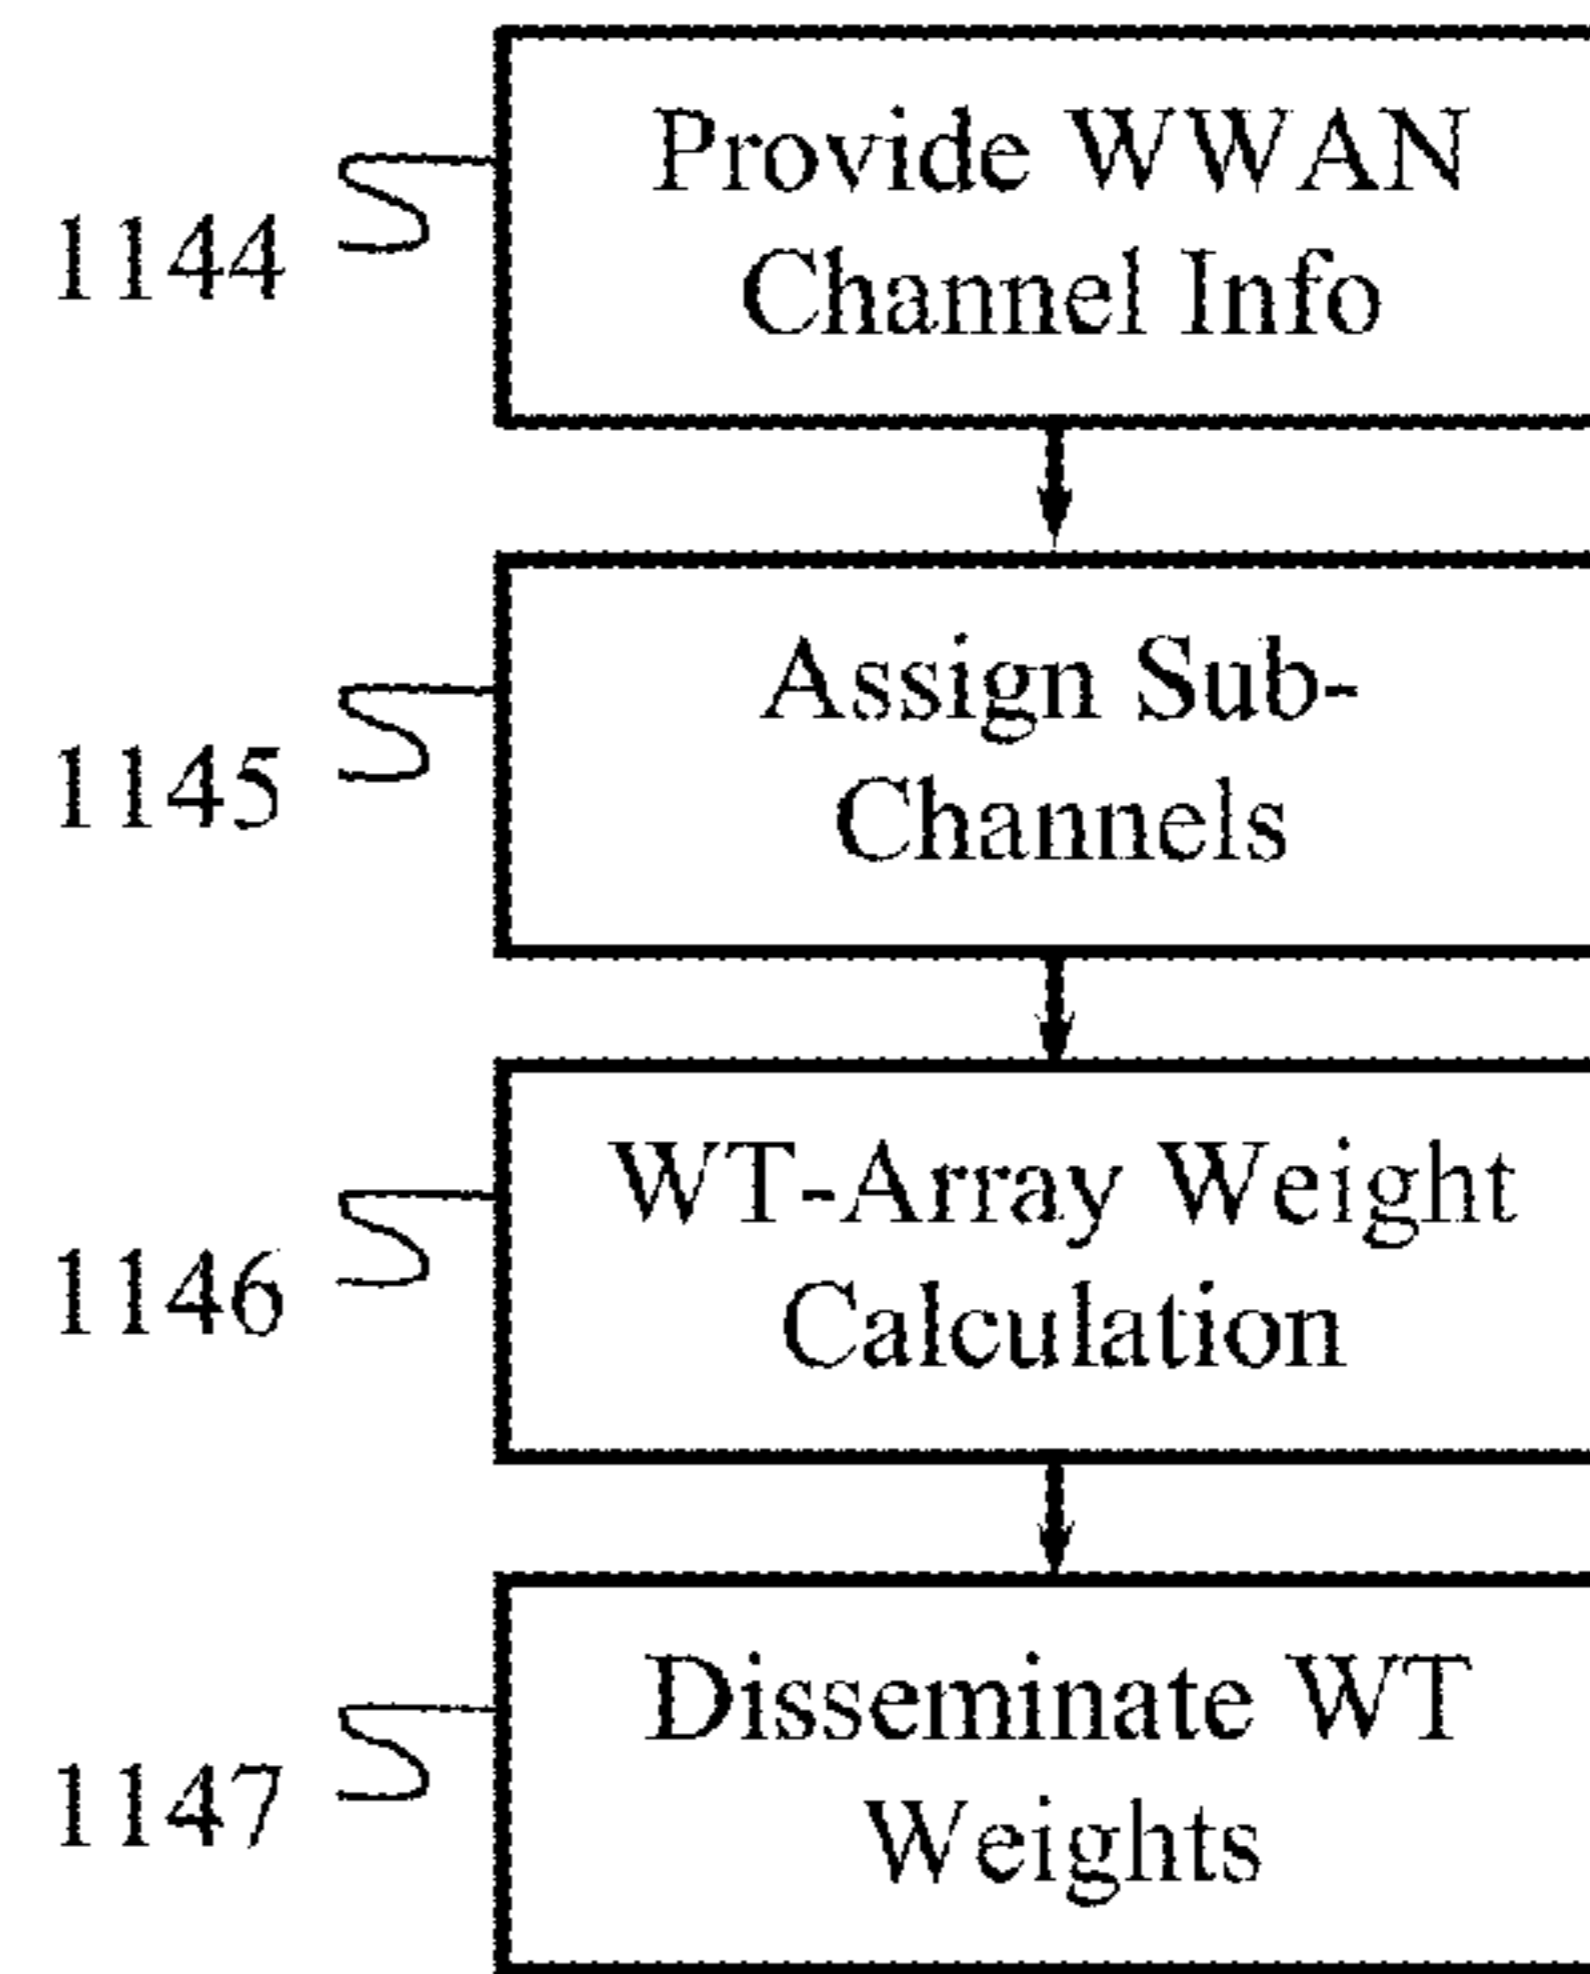 Provide WWAN
Channel Info
1144
Assign Sub-
Channels
1145
WT-Array Weight
Calculation
1146
Disseminate WT
Weights
1147